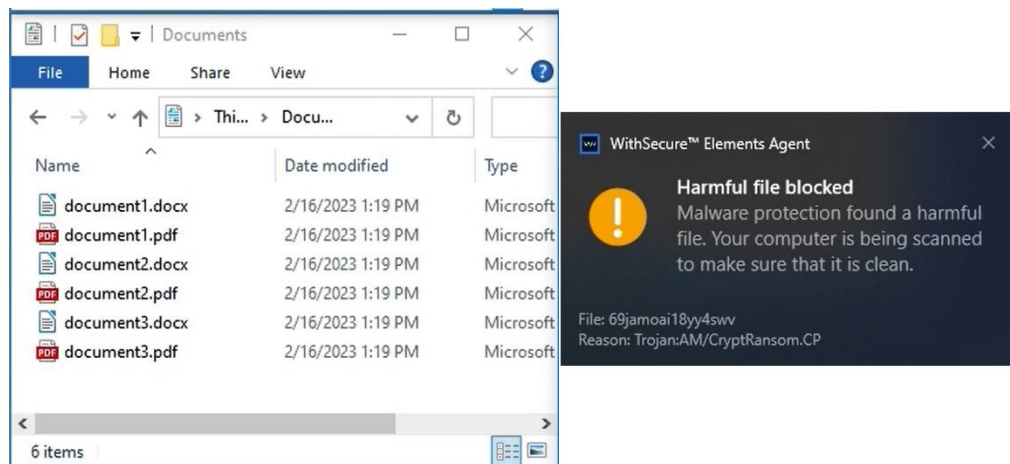 Documents
File Home Share View
Thi... > Docu...
Name Date modified Type
document1.docx 2/16/2023 1:19 PM Microsoft
document1.pdf 2/16/2023 1:19 PM Microsoft
document2.docx 2/16/2023 1:19 PM Microsoft
document2.pdf 2/16/2023 1:19 PM Microsoft
document3.docx 2/16/2023 1:19 PM Microsoft
document3.pdf 2/16/2023 1:19 PM Microsoft
6 items
WithSecure™ Elements Agent
Harmful file blocked
Malware protection found a harmful
file. Your computer is being scanned
to make sure that it is clean.
File: 69jamoai18yy4swv
Reason: Trojan:AM/CryptRansom.CP